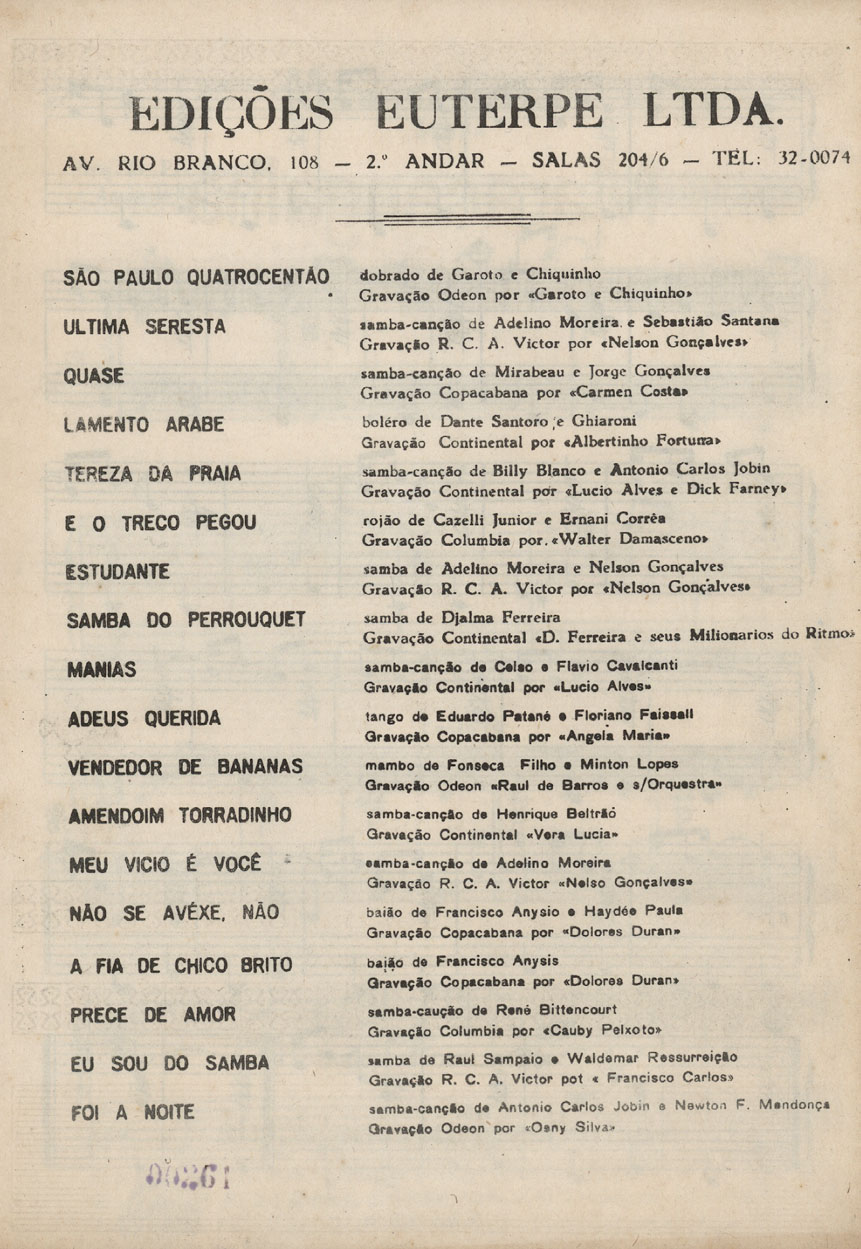 EDIÇÕES EUTERPE LTDA.
AV. RIO BRANCO, 108 — 2.º ANDAR — SALAS 204/6 — TEL: 32-0074
SÃO PAULO QUATROCENTÃO dobrado de Garoto e Chiquinho
Gravação Odeon por «Garoto e Chiquinho»
ULTIMA SERESTA samba-canção de Adelino Moreira e Sebastião Santana
Gravação R. C. A. Victor por «Nelson Gonçalves»
QUASE samba-canção de Mirabeau e Jorge Gonçalves
Gravação Copacabana por «Carmen Costa»
LAMENTO ARABE boléro de Dante Santoro e Ghiaroni
Gravação Continental por «Albertinho Fortuna»
TEREZA DA PRAIA samba-canção de Billy Blanco e Antonio Carlos Jobin
Gravação Continental por «Lucio Alves e Dick Farney»
E O TRECO PEGOU rojão de Cazelli Junior e Ernani Corrêa
Gravação Columbia por. «Walter Damasceno»
ESTUDANTE samba de Adelino Moreira e Nelson Gonçalves
Gravação R. C. A. Victor por «Nelson Gonçalves»
SAMBA DO PERROUQUET samba de Djalma Ferreira
Gravação Continental «D. Ferreira e seus Milionarios do Ritmo»
MANIAS samba-canção de Celso e Flavio Cavalcanti
Gravação Continental por «Lucio Alves»
ADEUS QUERIDA tango de Eduardo Patané e Floriano Faissall
Gravação Copacabana por «Angela Maria»
VENDEDOR DE BANANAS mambo de Fonseca Filho e Minton Lopes
Gravação Odeon «Raul de Barros e s/Orquestra»
AMENDOIM TORRADINHO samba-canção de Henrique Beltrão
Gravação Continental «Vera Lucia»
MEU VICIO É VOCÊ samba-canção de Adelino Moreira
Gravação R. C. A. Victor «Nelso Gonçalves»
NÃO SE AVÉXE, NÃO baião de Francisco Anysio e Haydée Paula
Gravação Copacabana por «Dolores Duran»
A FIA DE CHICO BRITO baião de Francisco Anysis
Gravação Copacabana por «Dolores Duran»
PRECE DE AMOR samba-caução de René Bittencourt
Gravação Columbia por «Cauby Peixoto»
EU SOU DO SAMBA samba de Raul Sampaio e Waldemar Ressurreição
Gravação R. C. A. Victor pot « Francisco Carlos»
FOI A NOITE samba-canção de Antonio Carlos Jobin e Newton F. Mendonça
Gravação Odeon por «Osny Silva»